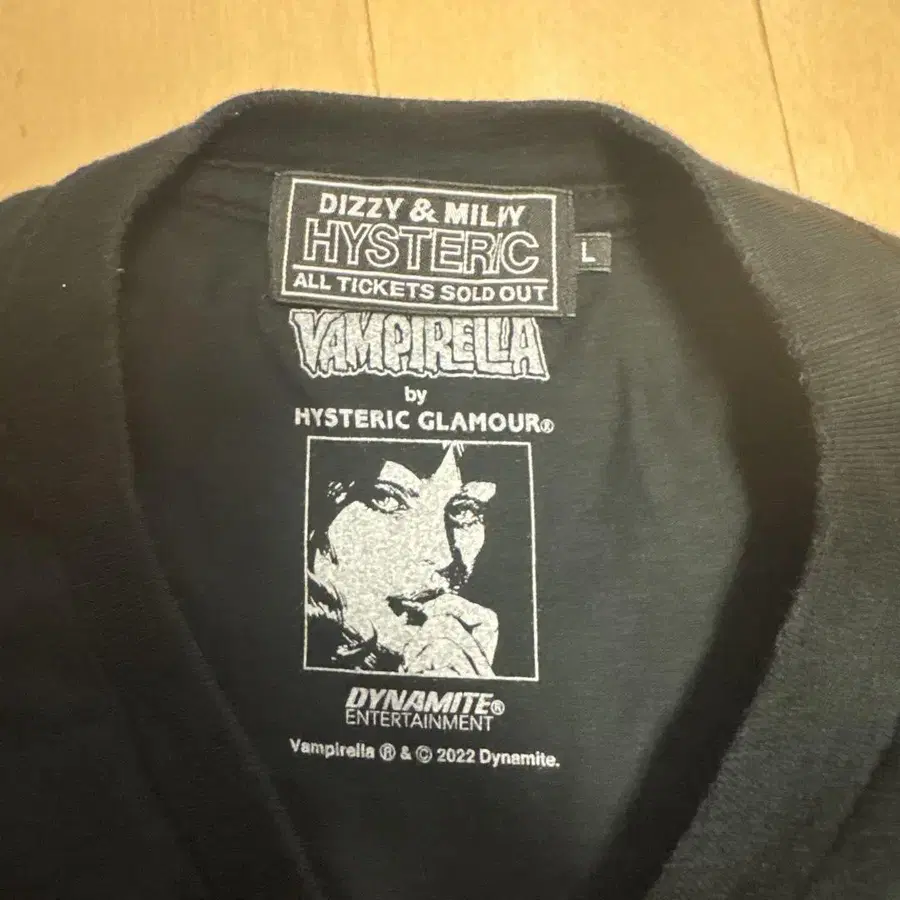 DIZZY & MILKY
HYSTERIC
L
ALL TICKETS SOLD OUT
VAMPIRELLA
by
HYSTERIC GLAMOUR®
DYNAMITE®
ENTERTAINMENT
Vampirella ® & © 2022 Dynamite.